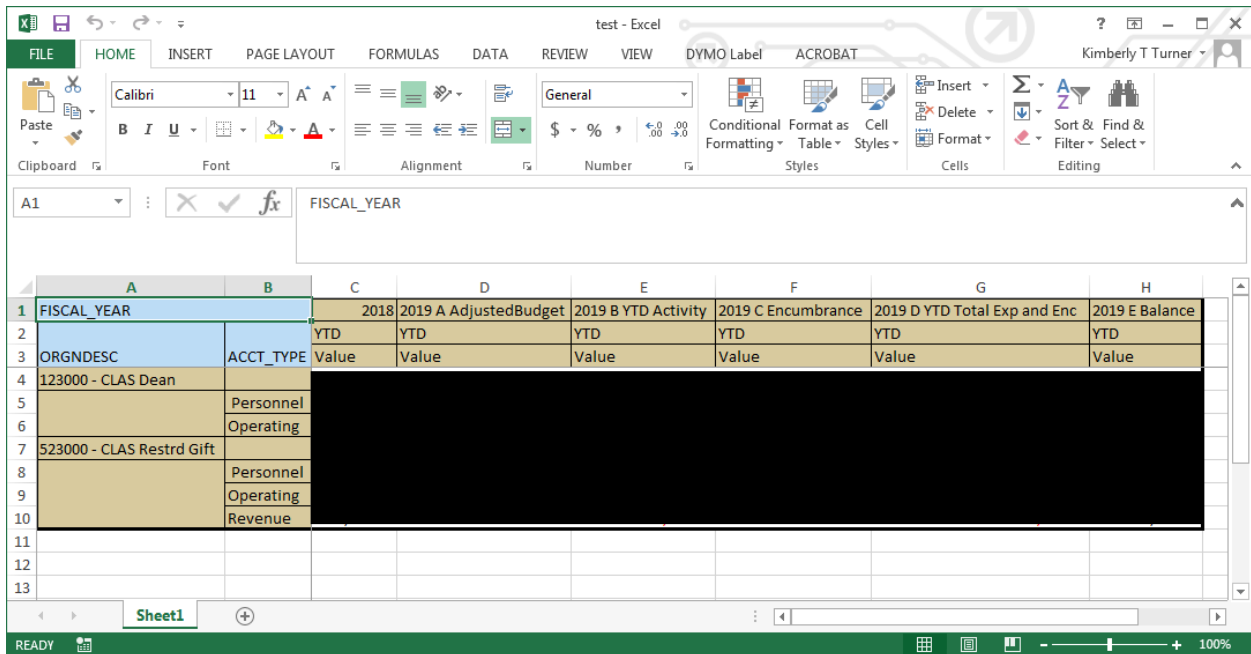 test - Excel
?
FILE HOME INSERT PAGE LAYOUT FORMULAS DATA REVIEW VIEW DYMO Label ACROBAT Kimberly T Turner
Paste
Calibri 11 A A
B I U A
General
$ % , .00 .0
Conditional Formatting
Format as Table
Cell Styles
Insert
Delete
Format
Σ
Sort & Filter
Find & Select
Clipboard Font Alignment Number Styles Cells Editing
A1 fx FISCAL_YEAR
A B C D E F G H
1 FISCAL_YEAR 2018 2019 A AdjustedBudget 2019 B YTD Activity 2019 C Encumbrance 2019 D YTD Total Exp and Enc 2019 E Balance
2 YTD YTD YTD YTD YTD YTD
3 ORGNDESC ACCT_TYPE Value Value Value Value Value Value
4 123000 - CLAS Dean
5 Personnel
6 Operating
7 523000 - CLAS Restrd Gift
8 Personnel
9 Operating
10 Revenue
11
12
13
Sheet1
READY 100%